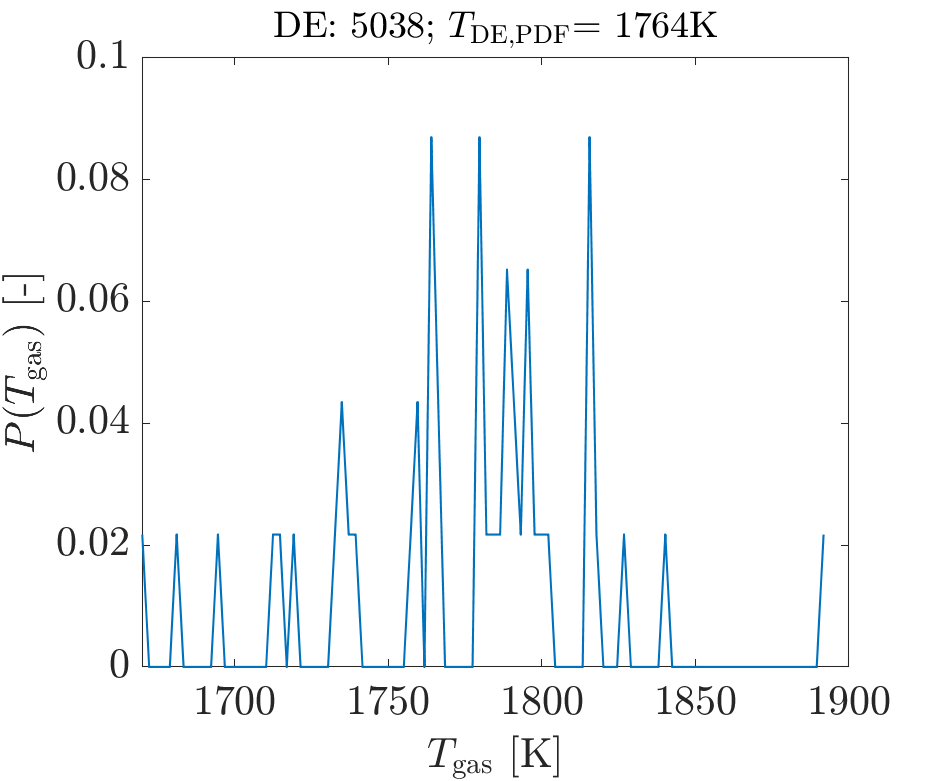 DE: 5038; T_DE,PDF= 1764K
0.1
0.08
0.06
0.04
0.02
0
P(T_gas) [-]
1700 1750 1800 1850 1900
T_gas [K]